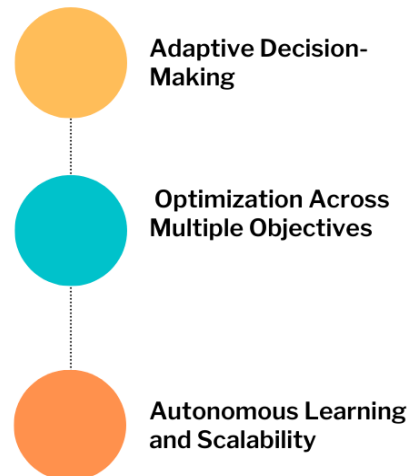 Adaptive Decision-
Making
Optimization Across
Multiple Objectives
Autonomous Learning
and Scalability